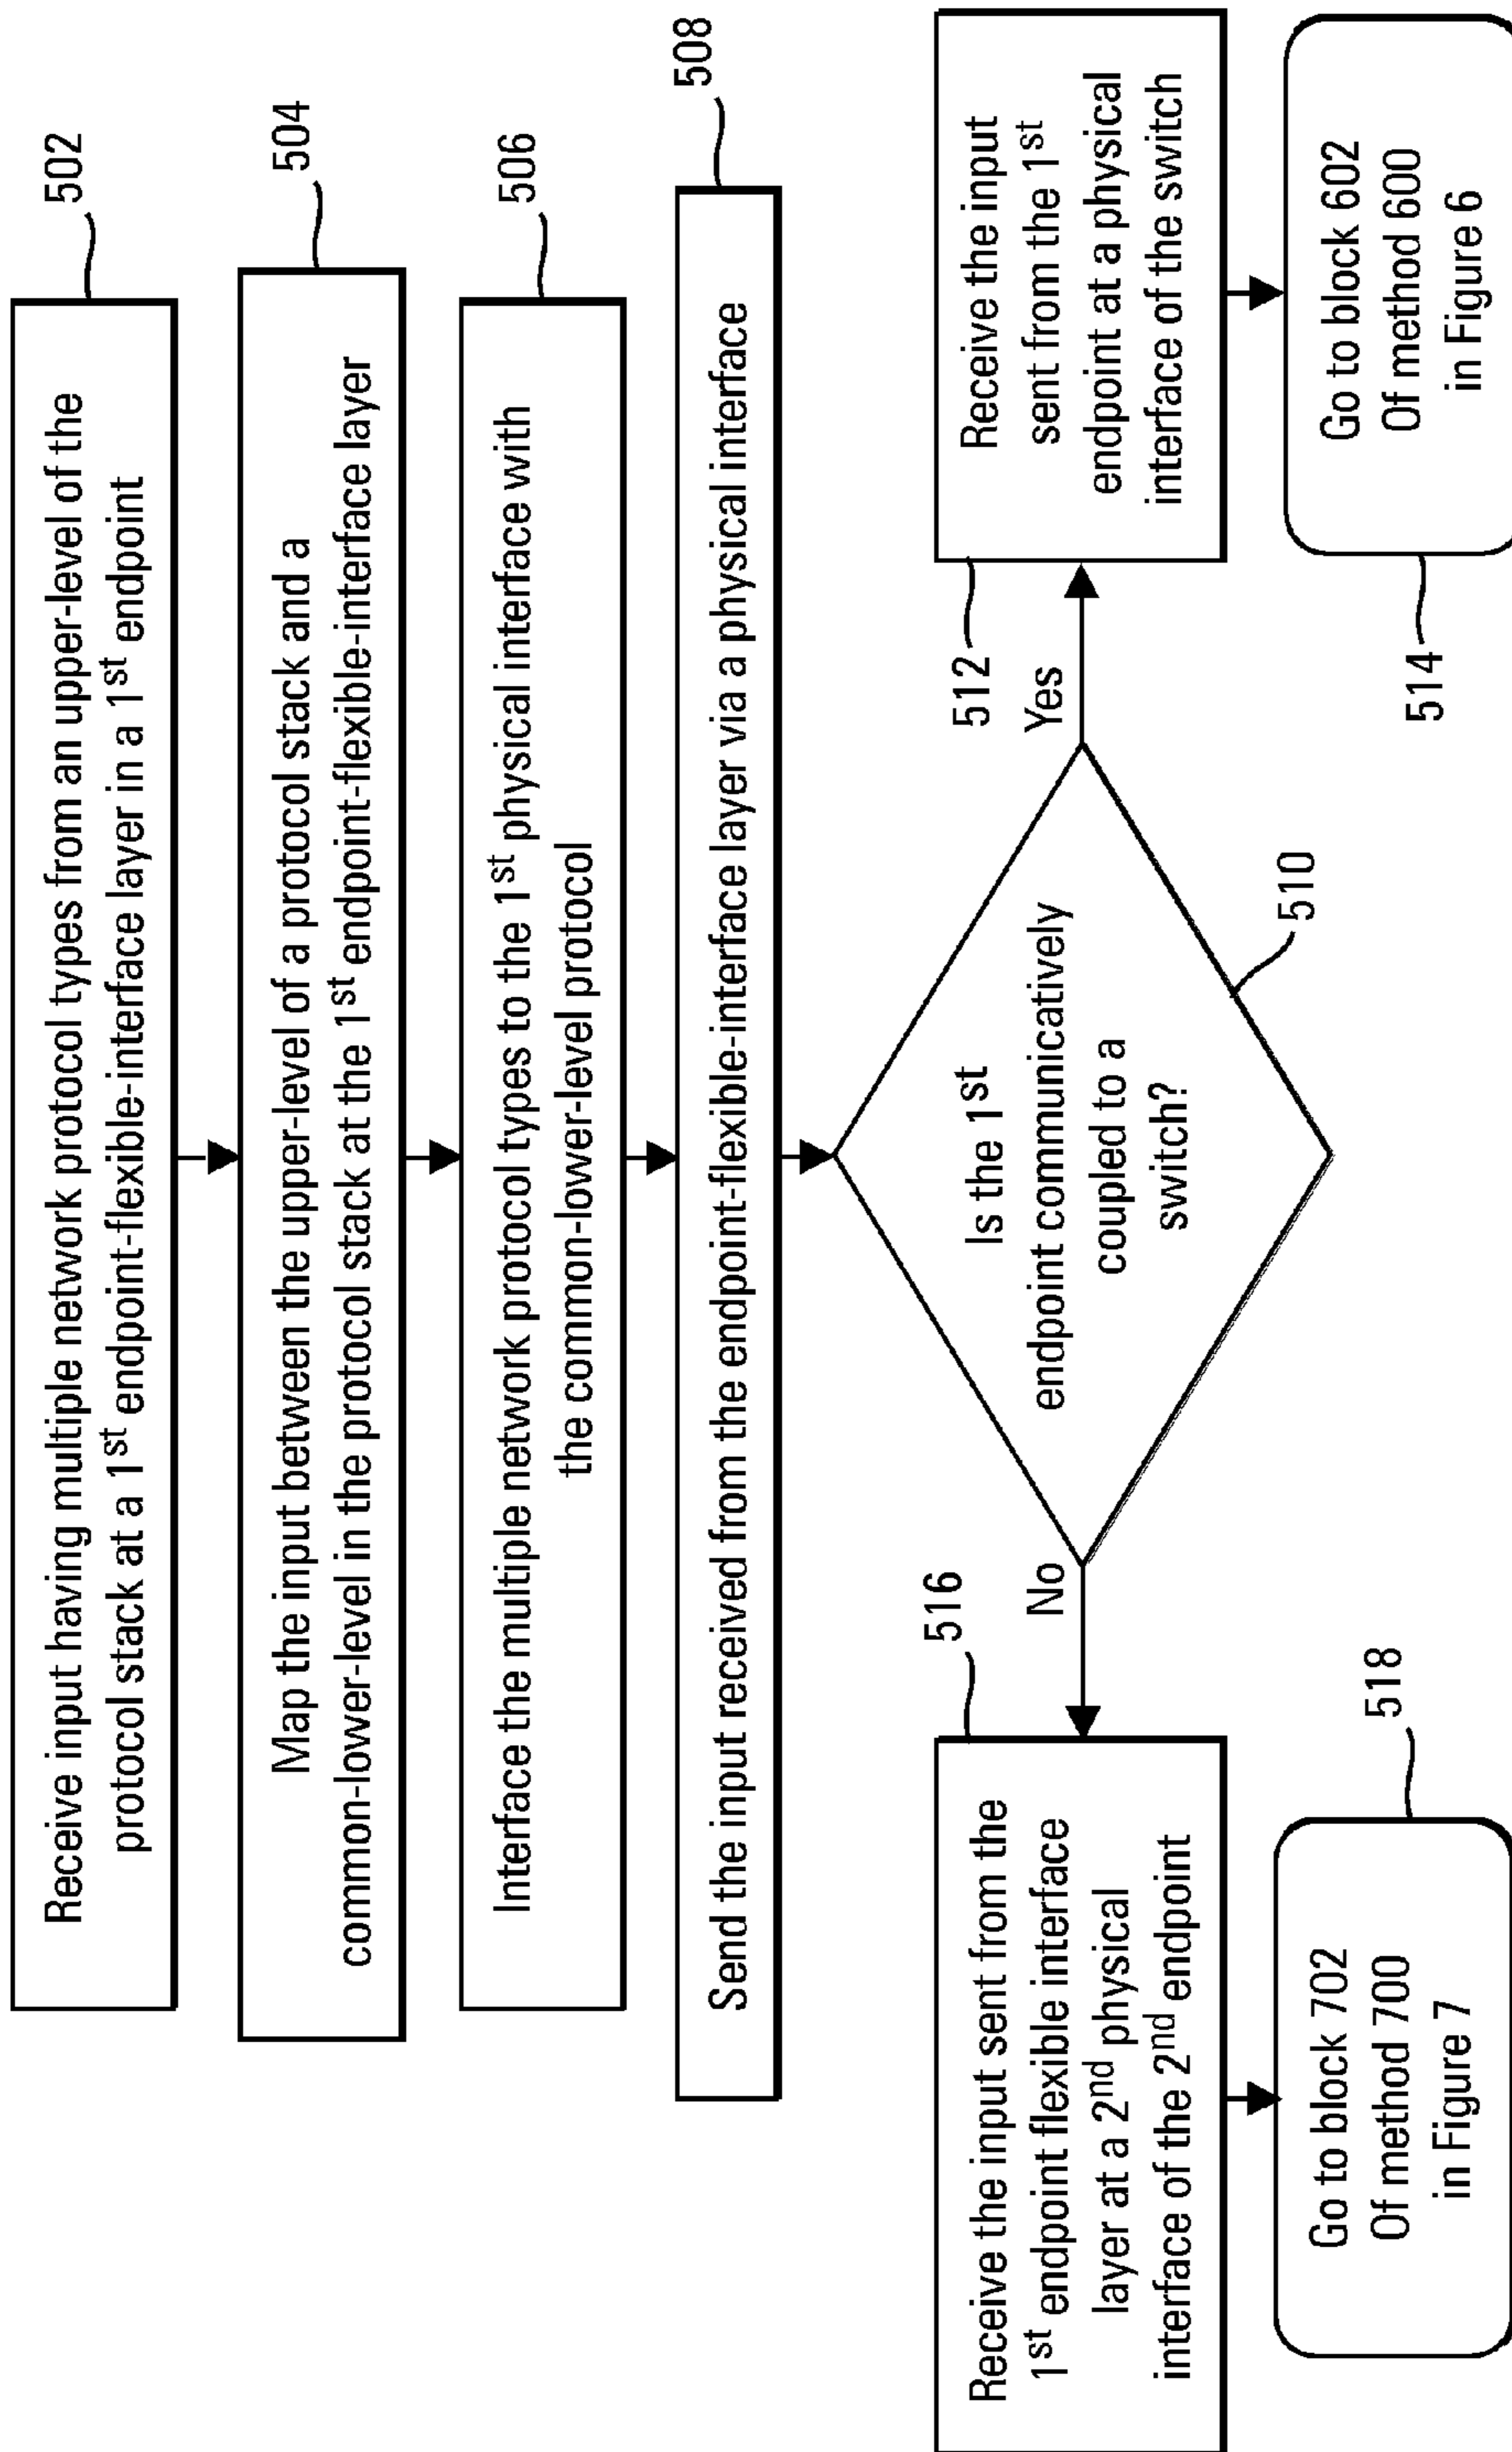 Receive input having multiple network protocol types from an upper-level of the
protocol stack at a 1st endpoint-flexible-interface layer in a 1st endpoint
502
Map the input between the upper-level of a protocol stack and a
common-lower-level in the protocol stack at the 1st endpoint-flexible-interface layer
504
Interface the multiple network protocol types to the 1st physical interface with
the common-lower-level protocol
506
Send the input received from the endpoint-flexible-interface layer via a physical interface
508
Is the 1st
endpoint communicatively
coupled to a
switch?
510
Yes
512
Receive the input
sent from the 1st
endpoint at a physical
interface of the switch
Go to block 602
Of method 600
in Figure 6
514
No
516
Receive the input sent from the
1st endpoint flexible interface
layer at a 2nd physical
interface of the 2nd endpoint
Go to block 702
Of method 700
in Figure 7
518